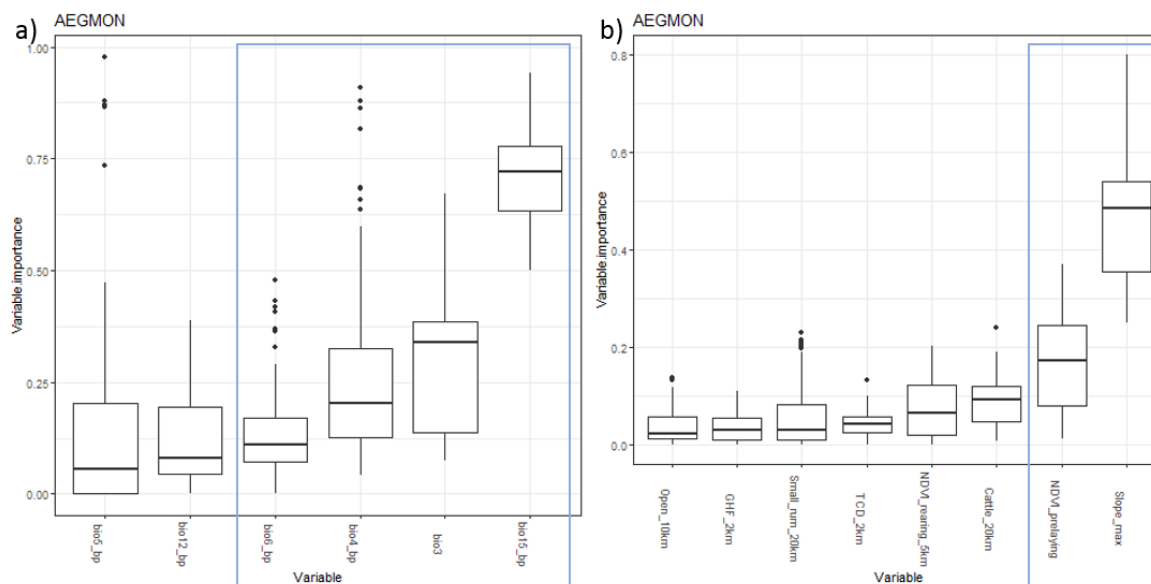 a)
AEGMON
1.00
0.75
0.50
0.25
0.00
Variable.importance
bio5_bp
bio12_bp
bio6_bp
bio4_bp
bio3
bio15_bp
Variable
b)
AEGMON
0.8
0.6
0.4
0.2
0.0
Variable.importance
Open_10km
GHF_2km
Small_rum_20km
TCD_2km
NDVI_rearing_5km
Cattle_20km
NDVI_prelaying
Slope_max
Variable